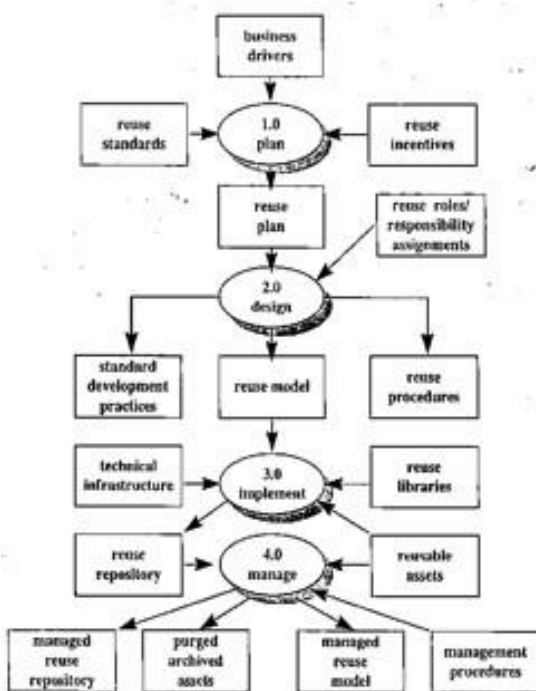 business
drivers
reuse
standards
1.0
plan
reuse
incentives
reuse
plan
reuse roles/
responsibility
assignments
2.0
design
standard
development
practices
reuse model
reuse
procedures
technical
infrastructure
3.0
implement
reuse
libraries
reuse
repository
4.0
manage
reusable
assets
managed
reuse
repository
purged
archived
assets
managed
reuse
model
management
procedures